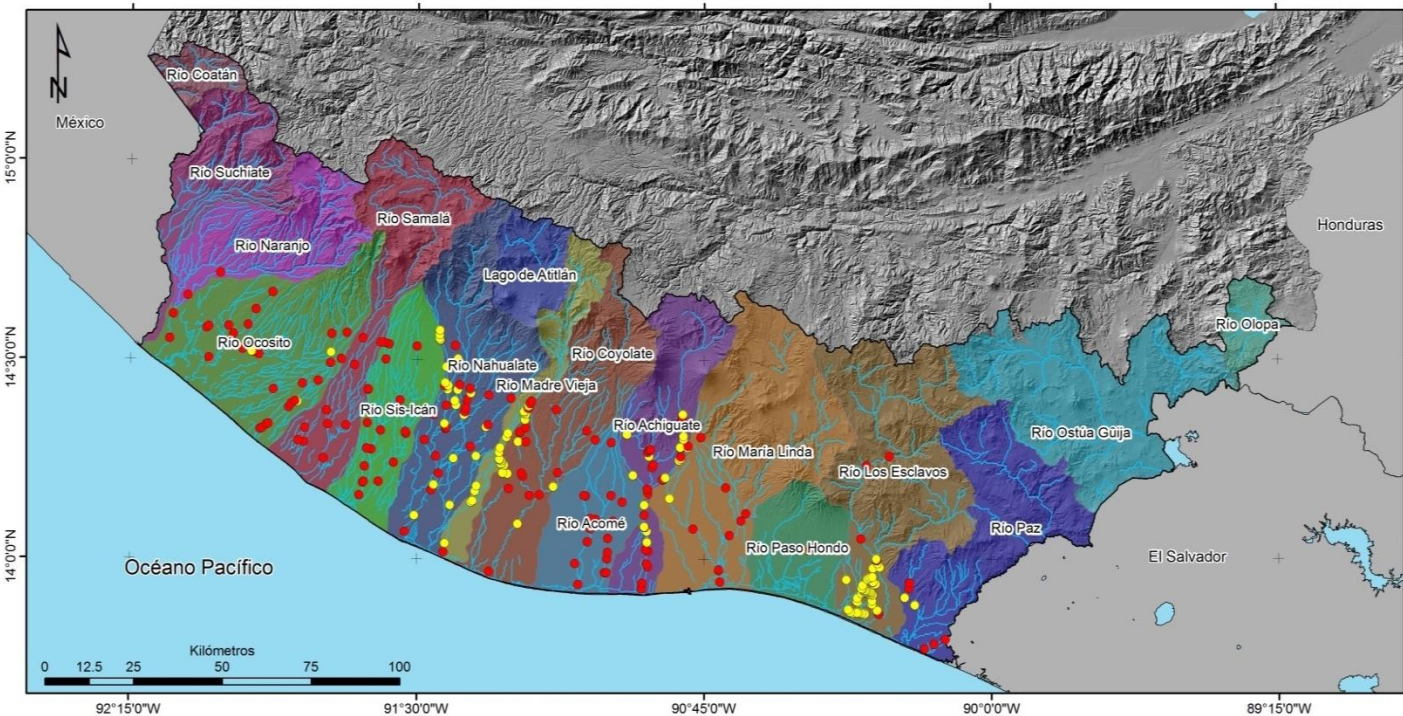 N
México
Río Coatán
Río Suchiate
Río Naranjo
Río Samalá
Lago de Atitlán
Río Ocosito
Río Nahualate
Río Coyolate
Río Madre Vieja
Río Sis-Icán
Río Achiguate
Río María Linda
Río Los Esclavos
Río Ostúa Güija
Río Olopa
Honduras
Río Acomé
Río Paso Hondo
Río Paz
El Salvador
Océano Pacífico
Kilómetros
0 12.5 25 50 75 100
15°0'0"N
14°30'0"N
14°0'0"N
92°15'0"W 91°30'0"W 90°45'0"W 90°0'0"W 89°15'0"W